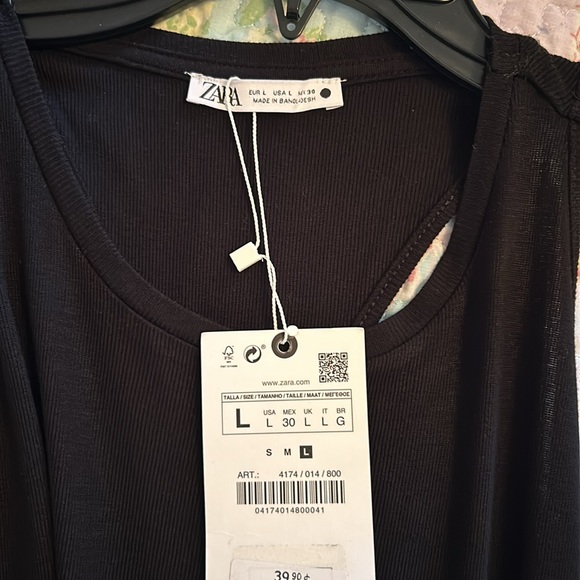 ZARA
EUR L USA L MEX 30
MADE IN BANGLADESH
FSC
www.zara.com
TALLA / SIZE / TAMANHO / TAILLE / MAAT / ΜΕΓΕΘΟΣ
L
USA MEX UK IT BR
L 30 L L G
S M L
ART.: 4174 / 014 / 800
04174014800041
39.90